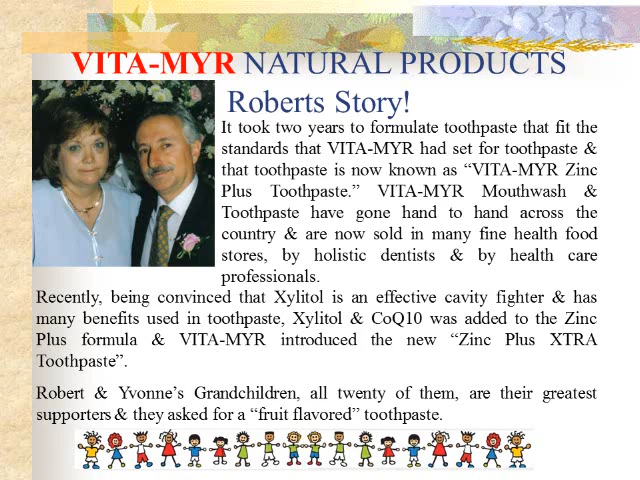 VITA-MYR NATURAL PRODUCTS
Roberts Story!
It took two years to formulate toothpaste that fit the
standards that VITA-MYR had set for toothpaste &
that toothpaste is now known as “VITA-MYR Zinc
Plus Toothpaste.” VITA-MYR Mouthwash &
Toothpaste have gone hand to hand across the
country & are now sold in many fine health food
stores, by holistic dentists & by health care
professionals.
Recently, being convinced that Xylitol is an effective cavity fighter & has
many benefits used in toothpaste, Xylitol & CoQ10 was added to the Zinc
Plus formula & VITA-MYR introduced the new “Zinc Plus XTRA
Toothpaste”.
Robert & Yvonne’s Grandchildren, all twenty of them, are their greatest
supporters & they asked for a “fruit flavored” toothpaste.